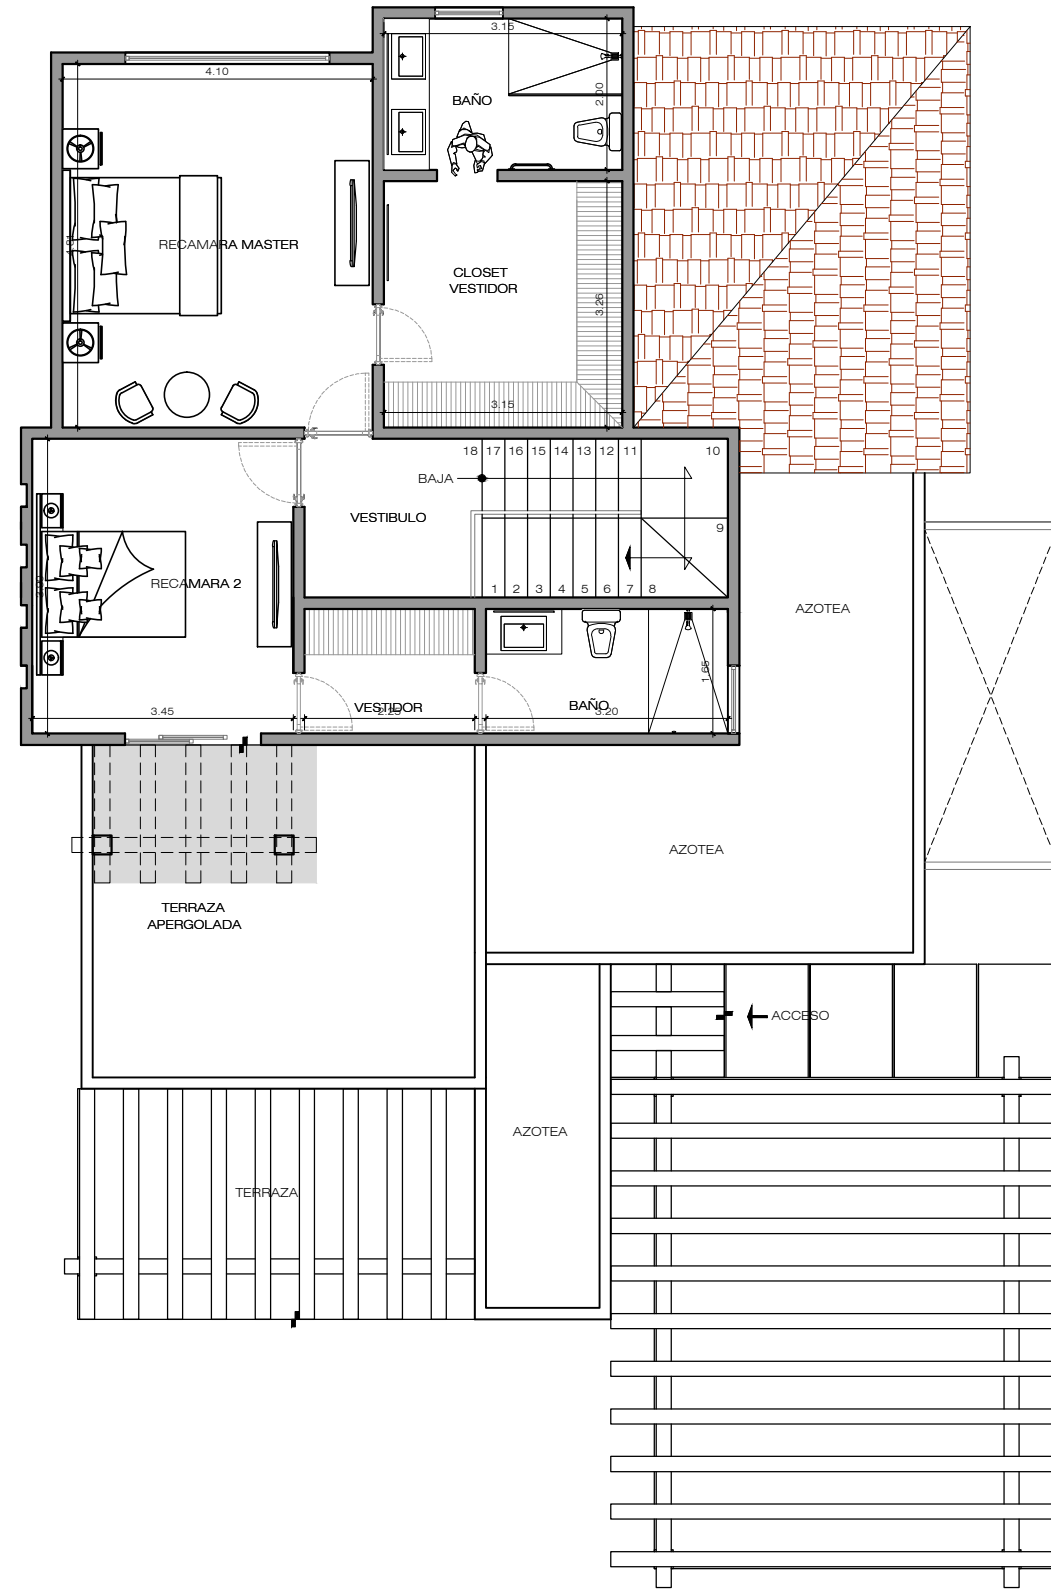 3.15
4.10
BAÑO
2.00
RECAMARA MASTER
4.81
CLOSET
VESTIDOR
3.26
3.15
18 17 16 15 14 13 12 11 10
BAJA
VESTIBULO
9
RECAMARA 2
1 2 3 4 5 6 7 8
AZOTEA
1.65
3.45
VESTIDOR
2.25
BAÑO
3.20
AZOTEA
TERRAZA
APERGOLADA
ACCESO
AZOTEA
TERRAZA